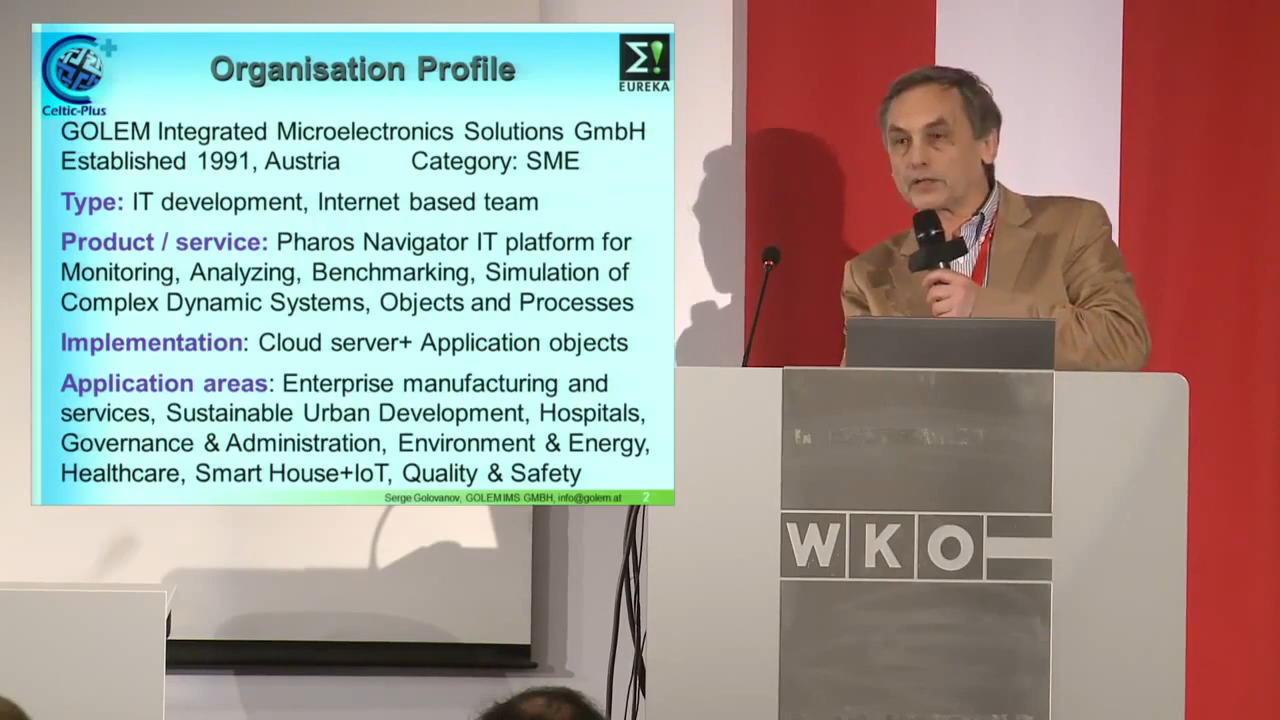 Organisation Profile
Celtic-Plus
Σ!
EUREKA
GOLEM Integrated Microelectronics Solutions GmbH
Established 1991, Austria Category: SME
Type: IT development, Internet based team
Product / service: Pharos Navigator IT platform for
Monitoring, Analyzing, Benchmarking, Simulation of
Complex Dynamic Systems, Objects and Processes
Implementation: Cloud server+ Application objects
Application areas: Enterprise manufacturing and
services, Sustainable Urban Development, Hospitals,
Governance & Administration, Environment & Energy,
Healthcare, Smart House+IoT, Quality & Safety
Serge Golovanov, GOLEM IMS GMBH, info@golem.at 2
WKO